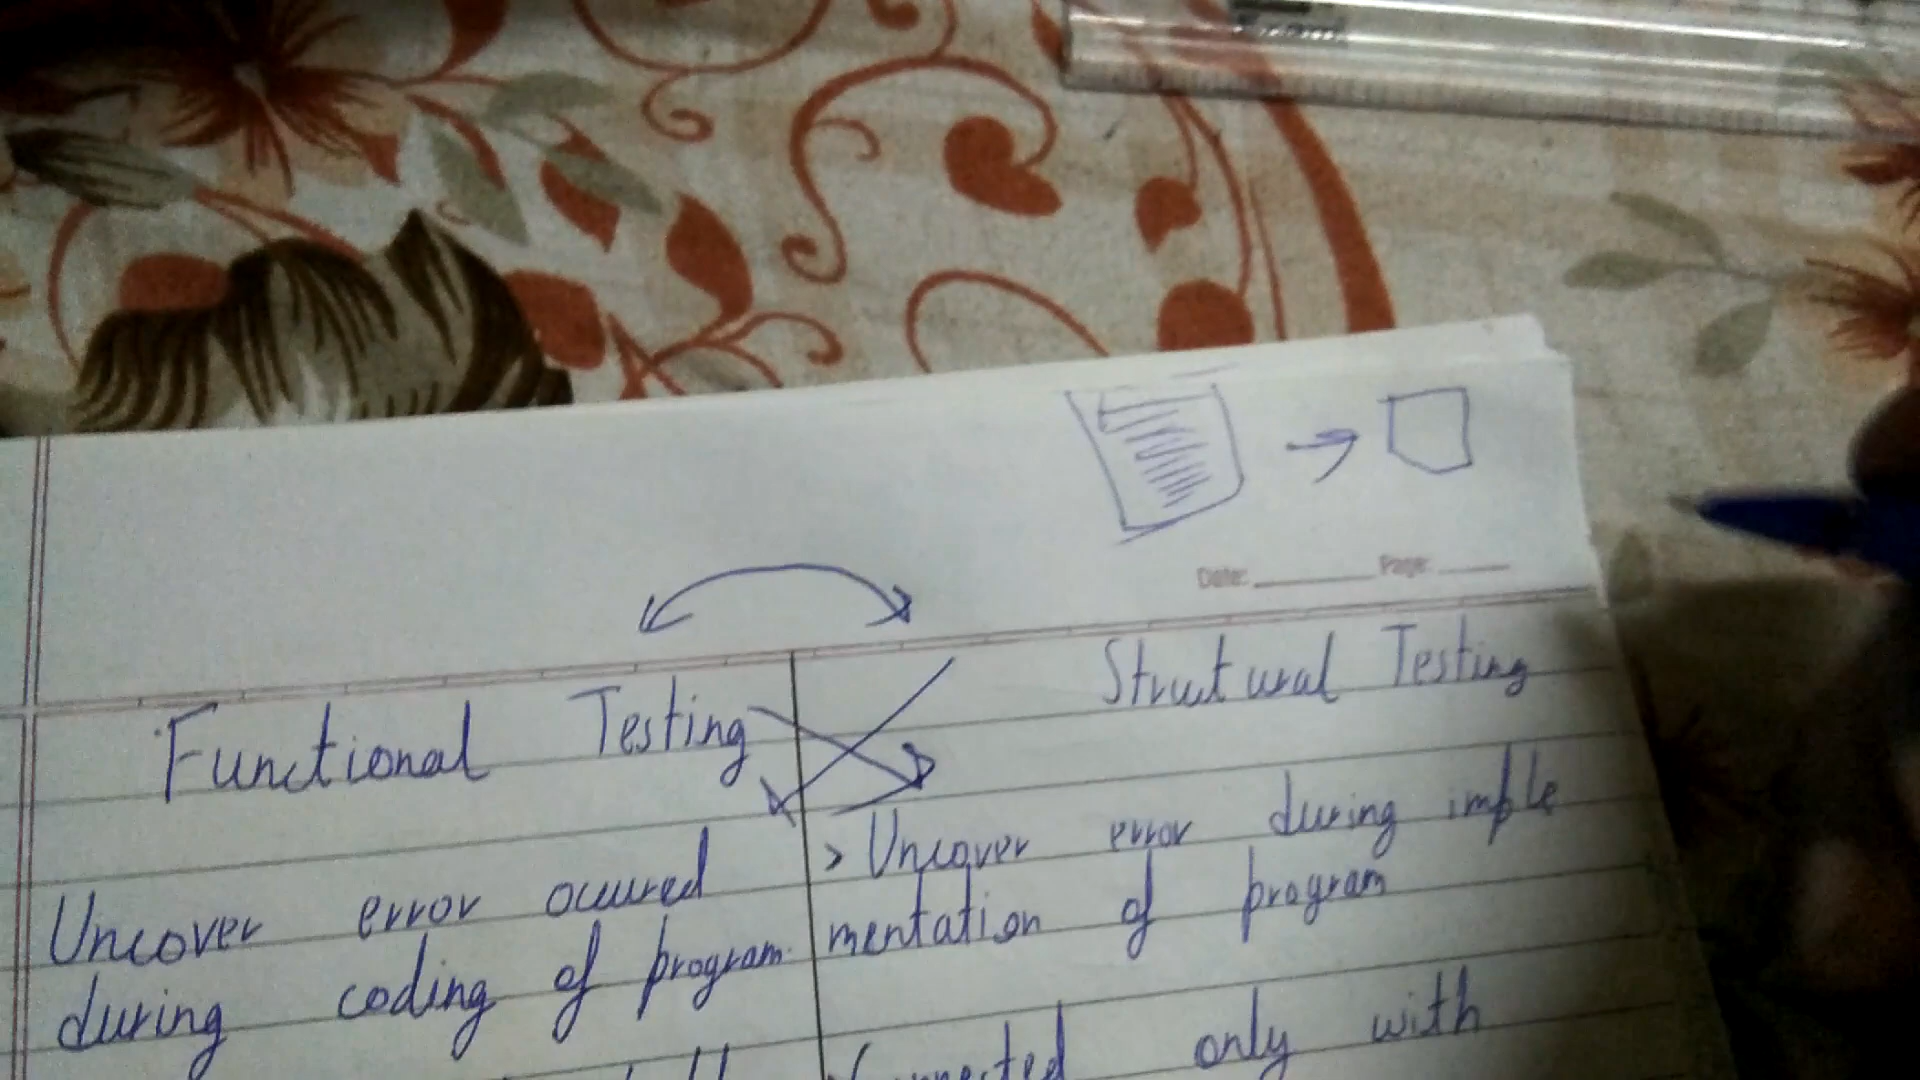 Date: Page:
Functional Testing
Structural Testing
Uncover error occured
during coding of program.
> Uncover error during imple
mentation of program
only with